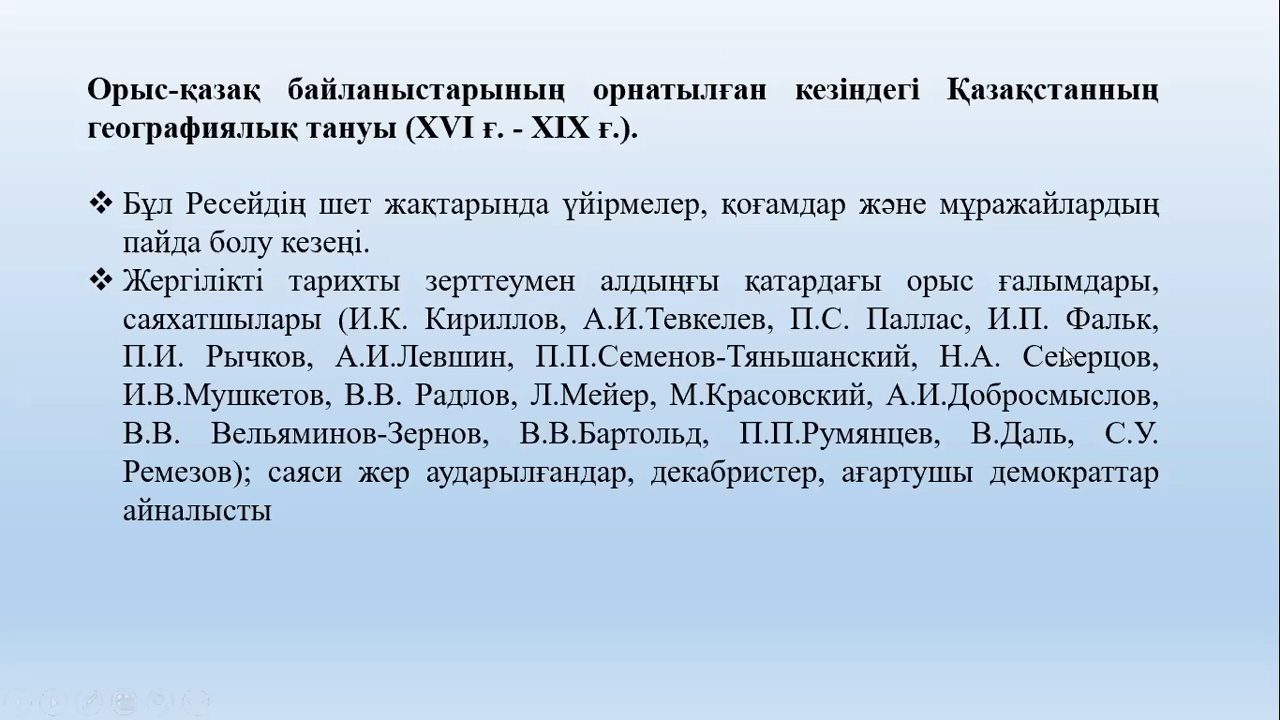 Орыс-қазақ байланыстарының орнатылған кезіндегі Қазақстанның
географиялық тануы (XVI ғ. - XIX ғ.).
❖ Бұл Ресейдің шет жақтарында үйірмелер, қоғамдар және мұражайлардың
пайда болу кезеңі.
❖ Жергілікті тарихты зерттеумен алдыңғы қатардағы орыс ғалымдары,
саяхатшылары (И.К. Кириллов, А.И.Тевкелев, П.С. Паллас, И.П. Фальк,
П.И. Рычков, А.И.Левшин, П.П.Семенов-Тяньшанский, Н.А. Северцов,
И.В.Мушкетов, В.В. Радлов, Л.Мейер, М.Красовский, А.И.Добросмыслов,
В.В. Вельяминов-Зернов, В.В.Бартольд, П.П.Румянцев, В.Даль, С.У.
Ремезов); саяси жер аударылғандар, декабристер, ағартушы демократтар
айналысты